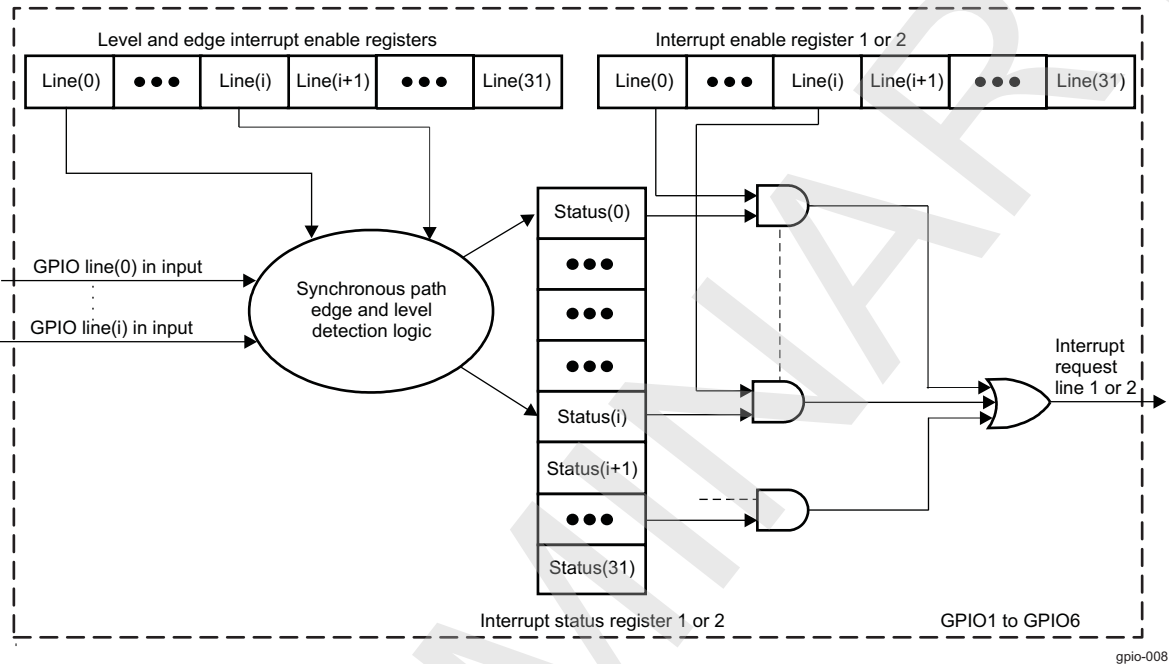 Level and edge interrupt enable registers
Interrupt enable register 1 or 2
Line(0) ●●● Line(i) Line(i+1) ●●● Line(31)
Line(0) ●●● Line(i) Line(i+1) ●●● Line(31)
Status(0)
●●●
●●●
●●●
Status(i)
Status(i+1)
●●●
Status(31)
GPIO line(0) in input
GPIO line(i) in input
Synchronous path
edge and level
detection logic
Interrupt
request
line 1 or 2
Interrupt status register 1 or 2
GPIO1 to GPIO6
gpio-008
MINAR